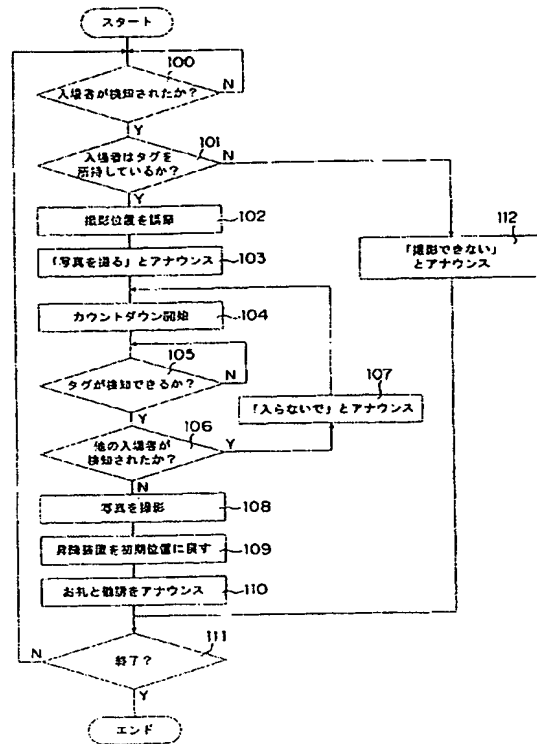 スタート
100
入場者が検知されたか？
N
Y
101
入場者はタグを
所持しているか？
N
Y
撮影位置を誘導
102
「写真を撮る」とアナウンス
103
112
「撮影できない」
とアナウンス
カウントダウン開始
104
105
タグが検知できるか？
N
Y
107
「入らないで」とアナウンス
106
他の入場者が
検知されたか？
Y
N
写真を撮影
108
昇降装置を初期位置に戻す
109
お礼と
をアナウンス
110
111
終了？
N
Y
エンド